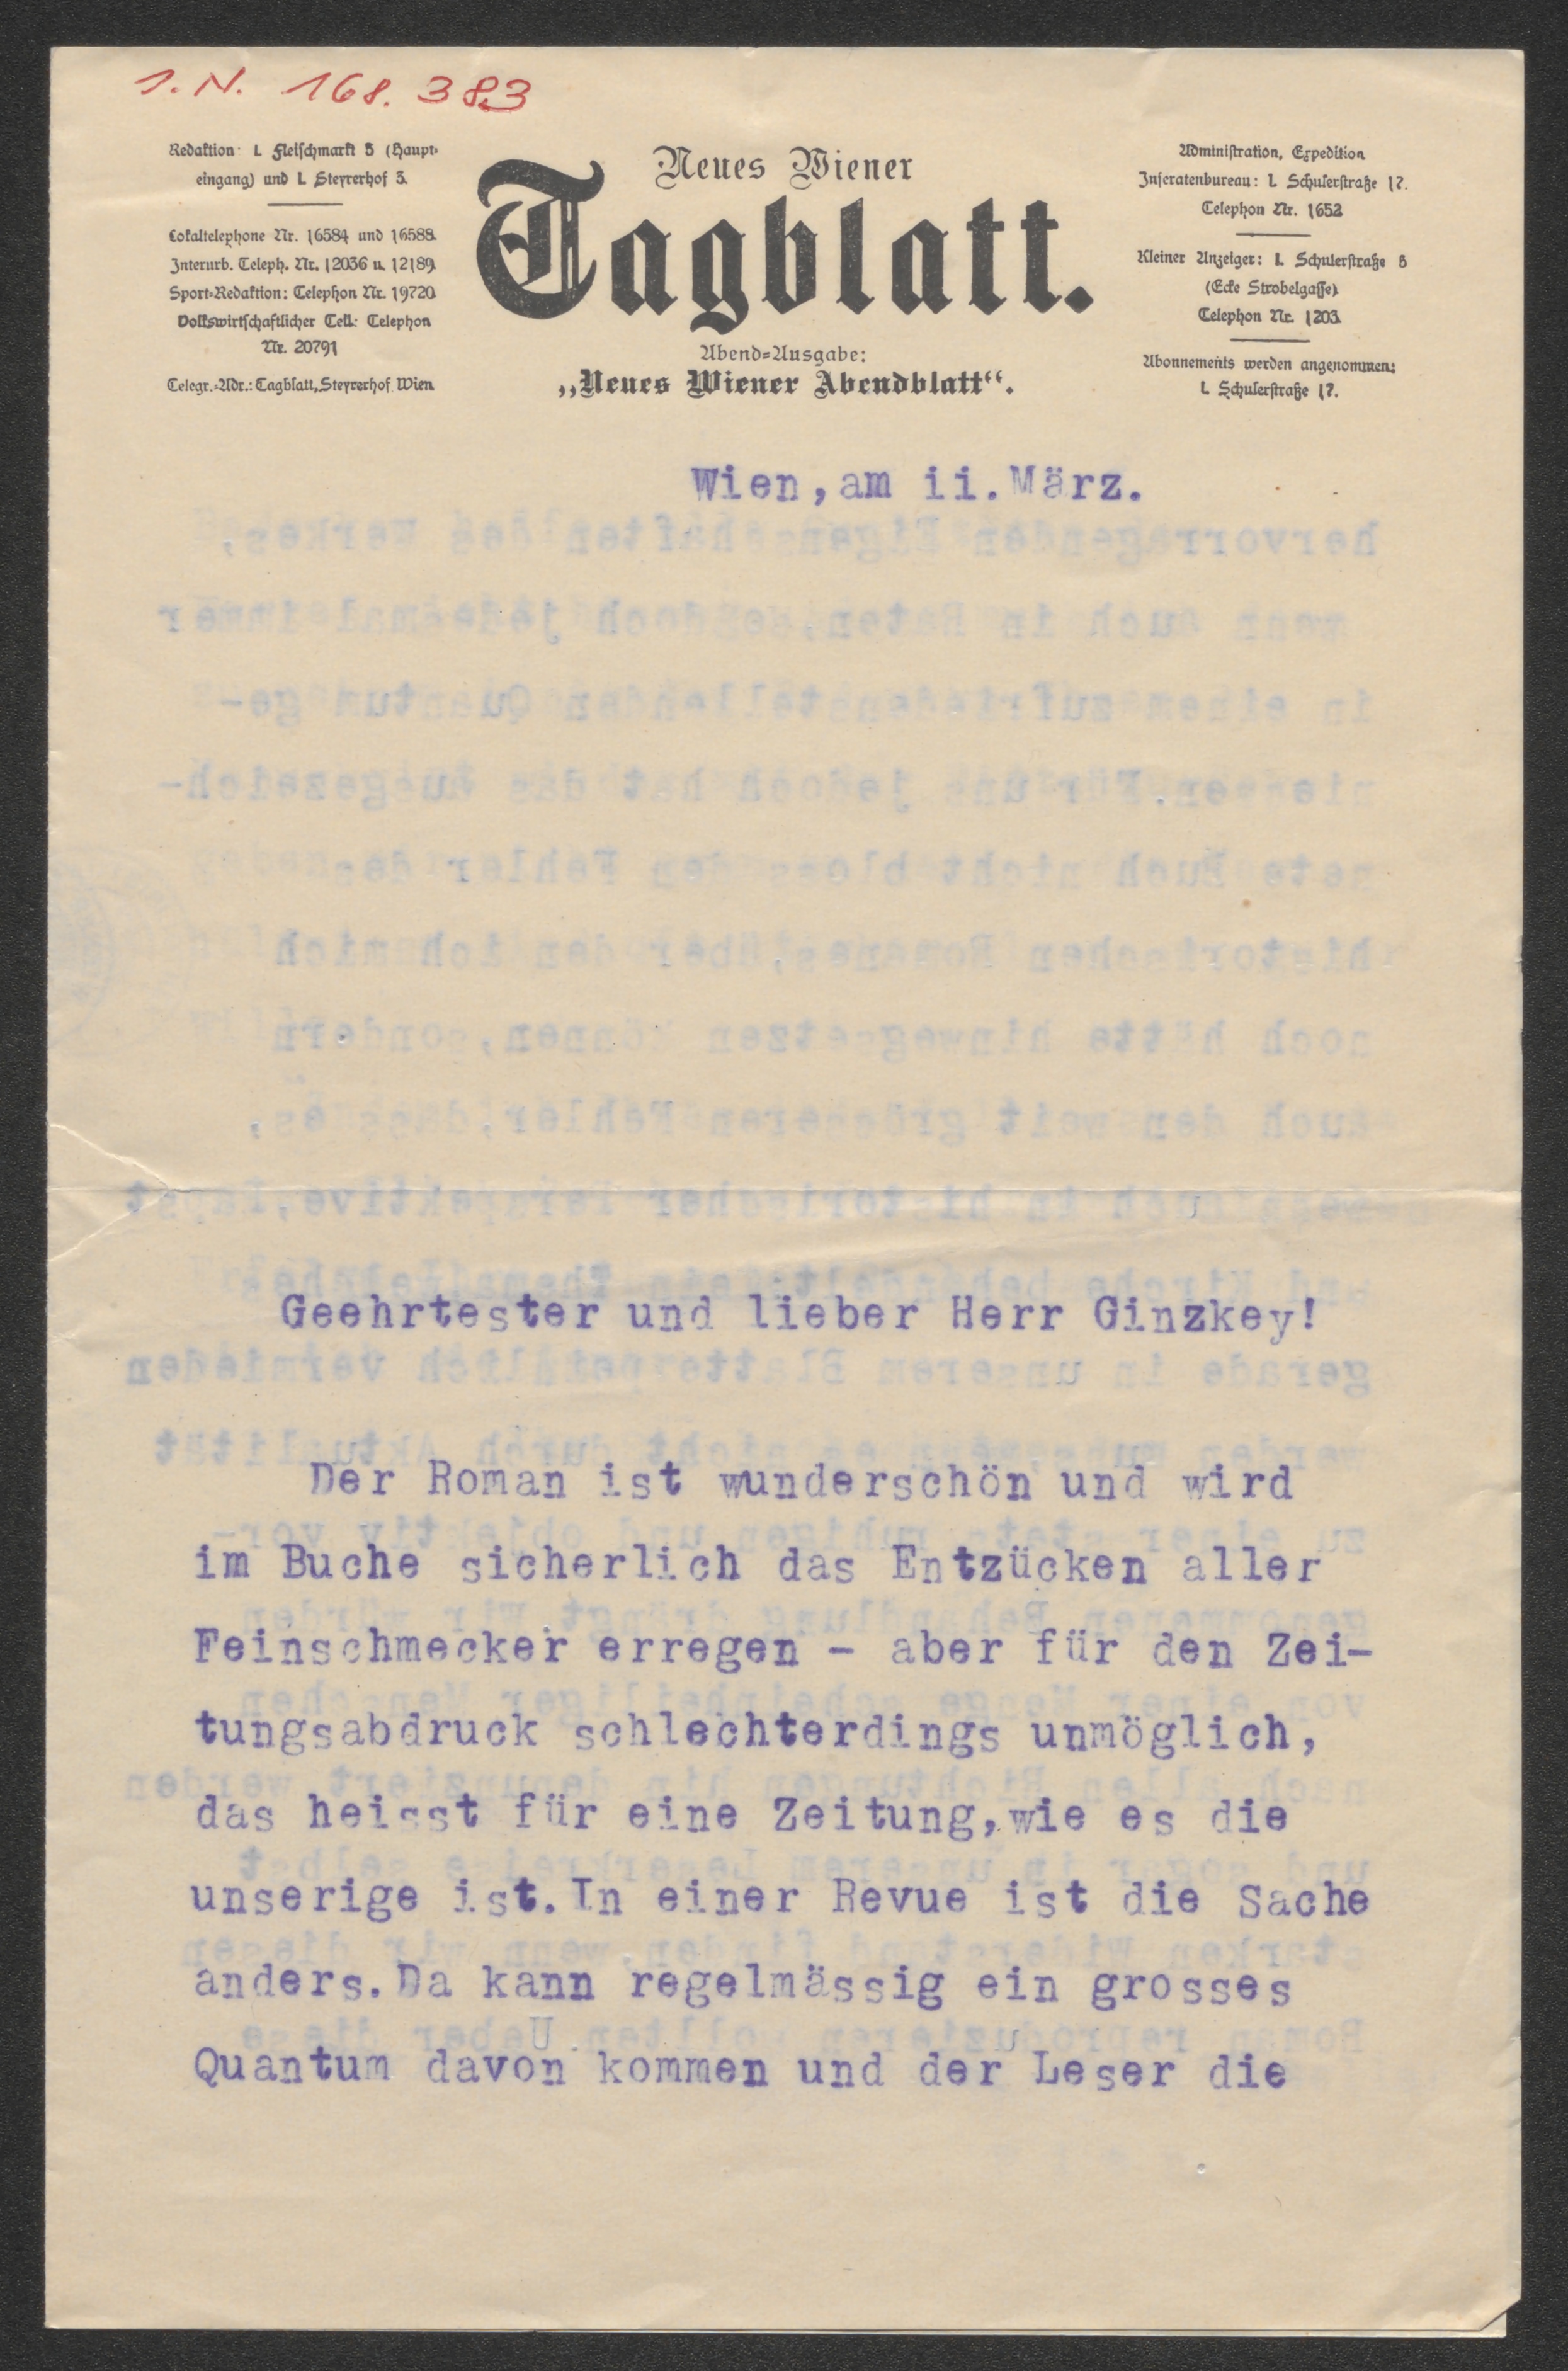 I.N. 168.383
Redaktion: I. Fleischmarkt 5 (Haupt-
eingang) und I. Steyrerhof 3.
Lokaltelephone Nr. 16584 und 16588.
Interurb. Teleph. Nr. 12036 u. 12189.
Sport-Redaktion: Telephon Nr. 19720.
Volkswirtschaftlicher Teil: Telephon
Nr. 20791
Telegr.-Adr.: Tagblatt, Steyrerhof Wien.
Neues Wiener
Tagblatt.
Abend-Ausgabe:
„Neues Wiener Abendblatt“.
Administration, Expedition
Inseratenbureau: I. Schulerstraße 17.
Telephon Nr. 1652
Kleiner Anzeiger: I. Schulerstraße 5
(Ecke Strobelgasse)
Telephon Nr. 1203.
Abonnements werden angenommen:
I. Schulerstraße 17.
Wien,am ii.März.
Geehrtester und lieber Herr Ginzkey!
Der Roman ist wunderschön und wird
im Buche sicherlich das Entzücken aller
Feinschmecker erregen - aber für den Zei-
tungsabdruck schlechterdings unmöglich,
das heisst für eine Zeitung,wie es die
unserige ist.In einer Revue ist die Sache
anders.Da kann regelmässig ein grosses
Quantum davon kommen und der Leser die